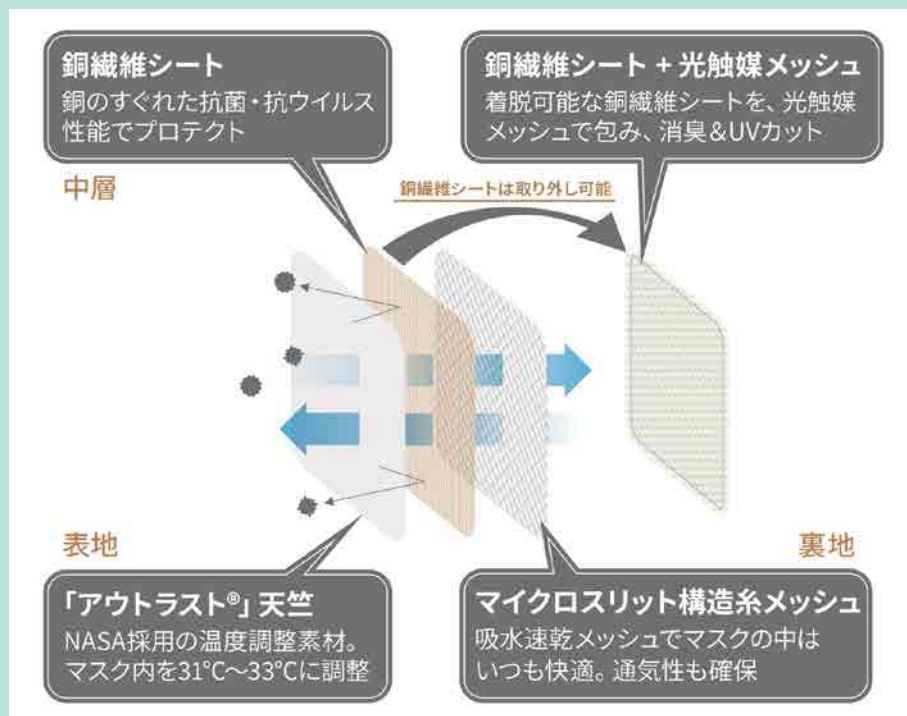 銅繊維シート
銅のすぐれた抗菌・抗ウイルス
性能でプロテクト
銅繊維シート + 光触媒メッシュ
着脱可能な銅繊維シートを、光触媒
メッシュで包み、消臭＆UVカット
中層
銅繊維シートは取り外し可能
表地
裏地
「アウトラスト®」天竺
NASA採用の温度調整素材。
マスク内を31℃〜33℃に調整
マイクロスリット構造糸メッシュ
吸水速乾メッシュでマスクの中は
いつも快適。通気性も確保